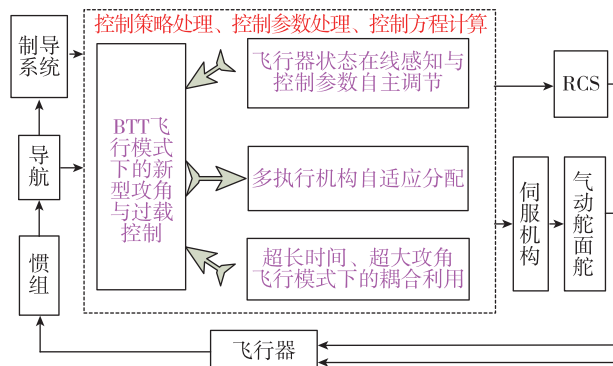 控制策略处理、控制参数处理、控制方程计算
制导
系统
导
航
惯
组
BTT飞
行模式
下的新
型攻角
与过载
控制
飞行器状态在线感知与
控制参数自主调节
多执行机构自适应分配
超长时间、超大攻角
飞行模式下的耦合利用
RCS
伺
服
机
构
气
动
舵
面
舵
飞行器